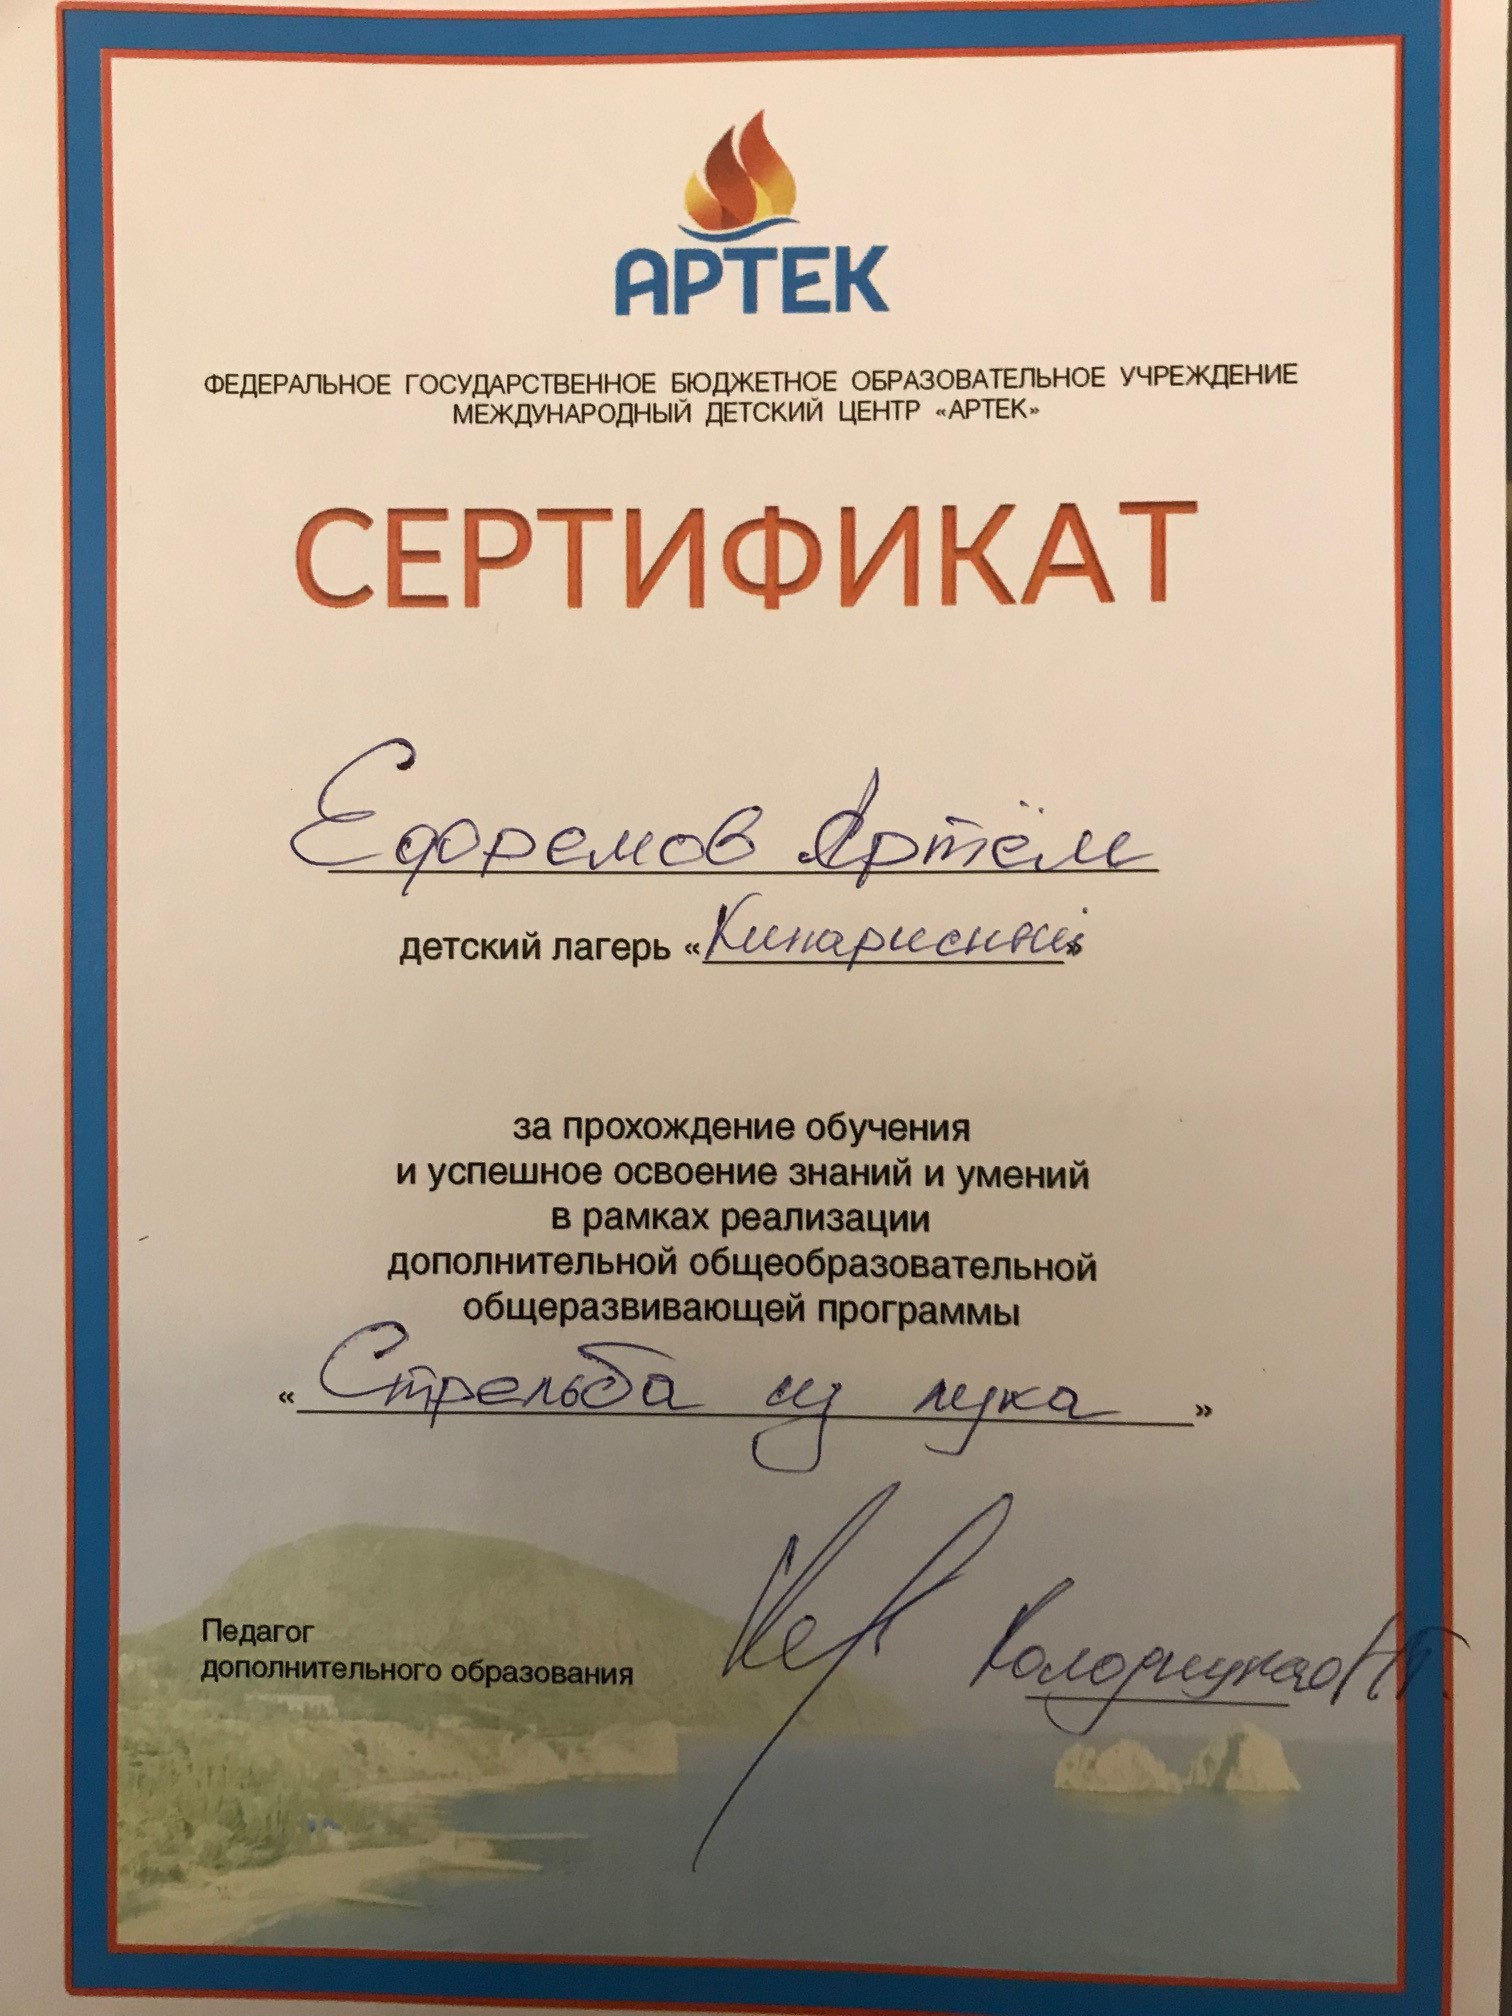 АРТЕК
ФЕДЕРАЛЬНОЕ ГОСУДАРСТВЕННОЕ БЮДЖЕТНОЕ ОБРАЗОВАТЕЛЬНОЕ УЧРЕЖДЕНИЕ
МЕЖДУНАРОДНЫЙ ДЕТСКИЙ ЦЕНТР «АРТЕК»
СЕРТИФИКАТ
Ефремов Артём
детский лагерь «Кипарисный»
за прохождение обучения
и успешное освоение знаний и умений
в рамках реализации
дополнительной общеобразовательной
общеразвивающей программы
«Стрельба из лука»
Педагог
дополнительного образования